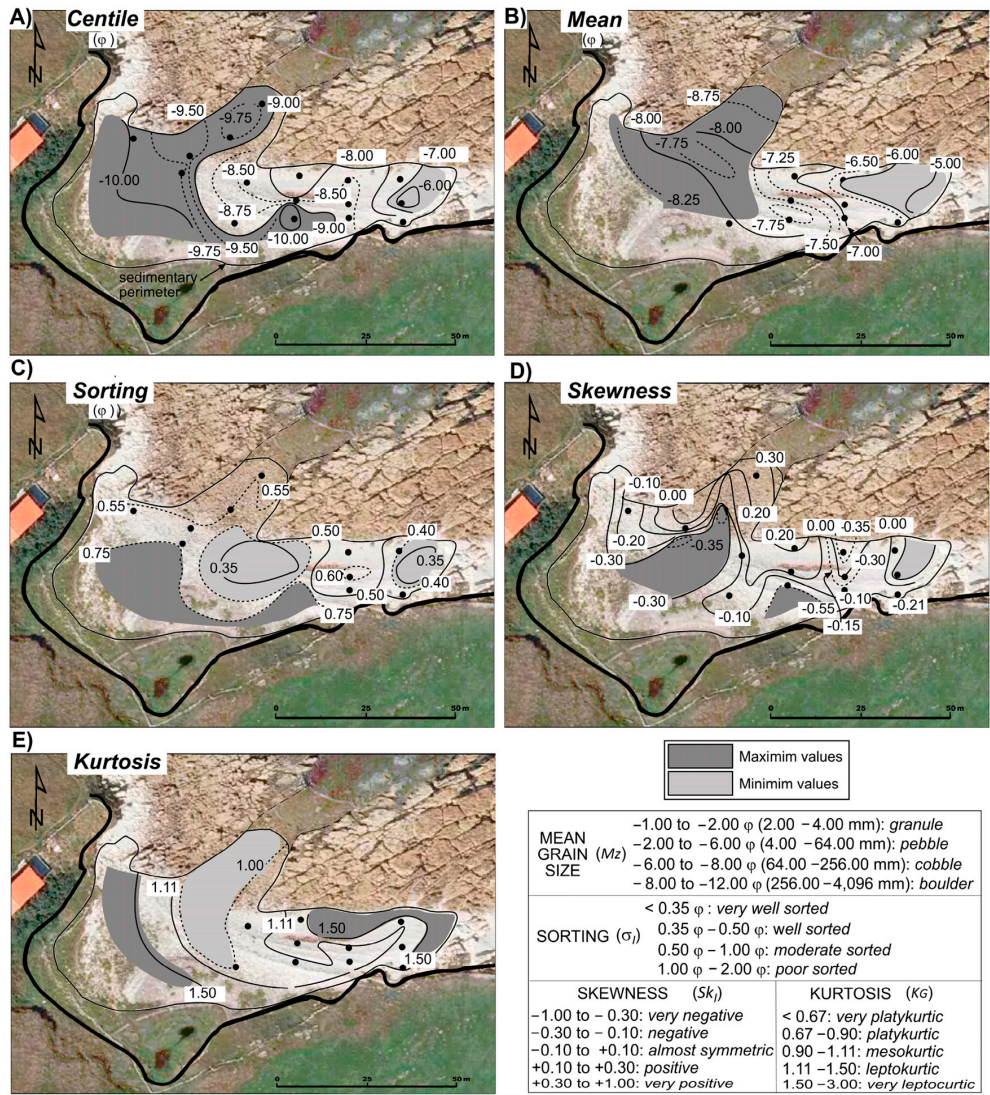 A)
Centile
(φ)
N
-9.50
-9.00
-9.75
-8.00
-7.00
-8.50
-10.00
-6.00
-8.50
-8.75
-9.00
-10.00
-9.75
-9.50
sedimentary
perimeter
0
25
50 m
B)
Mean
(φ)
N
-8.75
-8.00
-8.00
-7.75
-7.25
-6.50
-6.00
-5.00
-8.25
-7.75
-7.50
-7.00
0
25
50 m
C)
Sorting
(φ)
N
0.55
0.55
0.50
0.40
0.75
0.35
0.35
0.60
0.40
0.50
0.75
0
25
50 m
D)
Skewness
N
0.30
-0.10
0.00
0.20
-0.20
0.20
0.00
-0.35
0.00
-0.35
-0.30
-0.30
-0.30
-0.10
-0.10
-0.55
-0.21
-0.15
0
25
50 m
E)
Kurtosis
N
1.00
1.11
1.11
1.50
1.50
1.50
0
25
50 m
Maximim values
Minimim values
MEAN GRAIN SIZE (Mz)
−1.00 to −2.00 φ (2.00 −4.00 mm): granule
-2.00 to −6.00 φ (4.00 −64.00 mm): pebble
-6.00 to −8.00 φ (64.00 −256.00 mm): cobble
− 8.00 to −12.00 φ (256.00 −4,096 mm): boulder
SORTING (σI)
< 0.35 φ : very well sorted
0.35 φ −0.50 φ: well sorted
0.50 φ − 1.00 φ: moderate sorted
1.00 φ − 2.00 φ: poor sorted
SKEWNESS (SkI)
−1.00 to − 0.30: very negative
−0.30 to − 0.10: negative
−0.10 to +0.10: almost symmetric
+0.10 to +0.30: positive
+0.30 to +1.00: very positive
KURTOSIS (KG)
< 0.67: very platykurtic
0.67 −0.90: platykurtic
0.90 −1.11: mesokurtic
1.11 −1.50: leptokurtic
1.50 −3.00: very leptocurtic